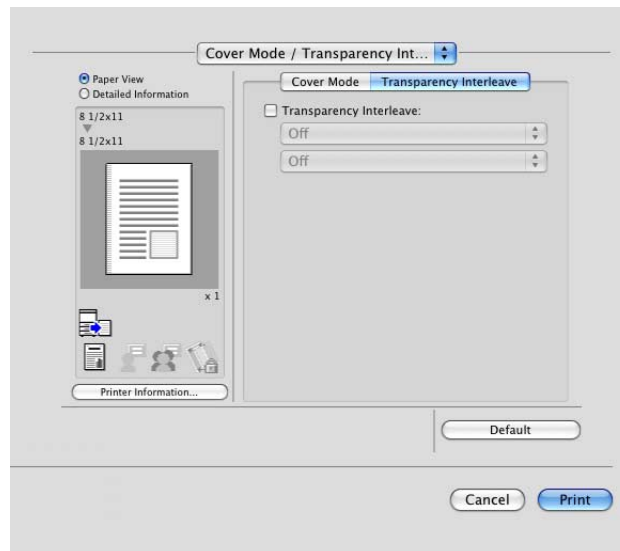 Cover Mode / Transparency Int...
Paper View
Detailed Information
8 1/2x11
8 1/2x11
x 1
Printer Information...
Cover Mode Transparency Interleave
Transparency Interleave:
Off
Off
Default
Cancel Print